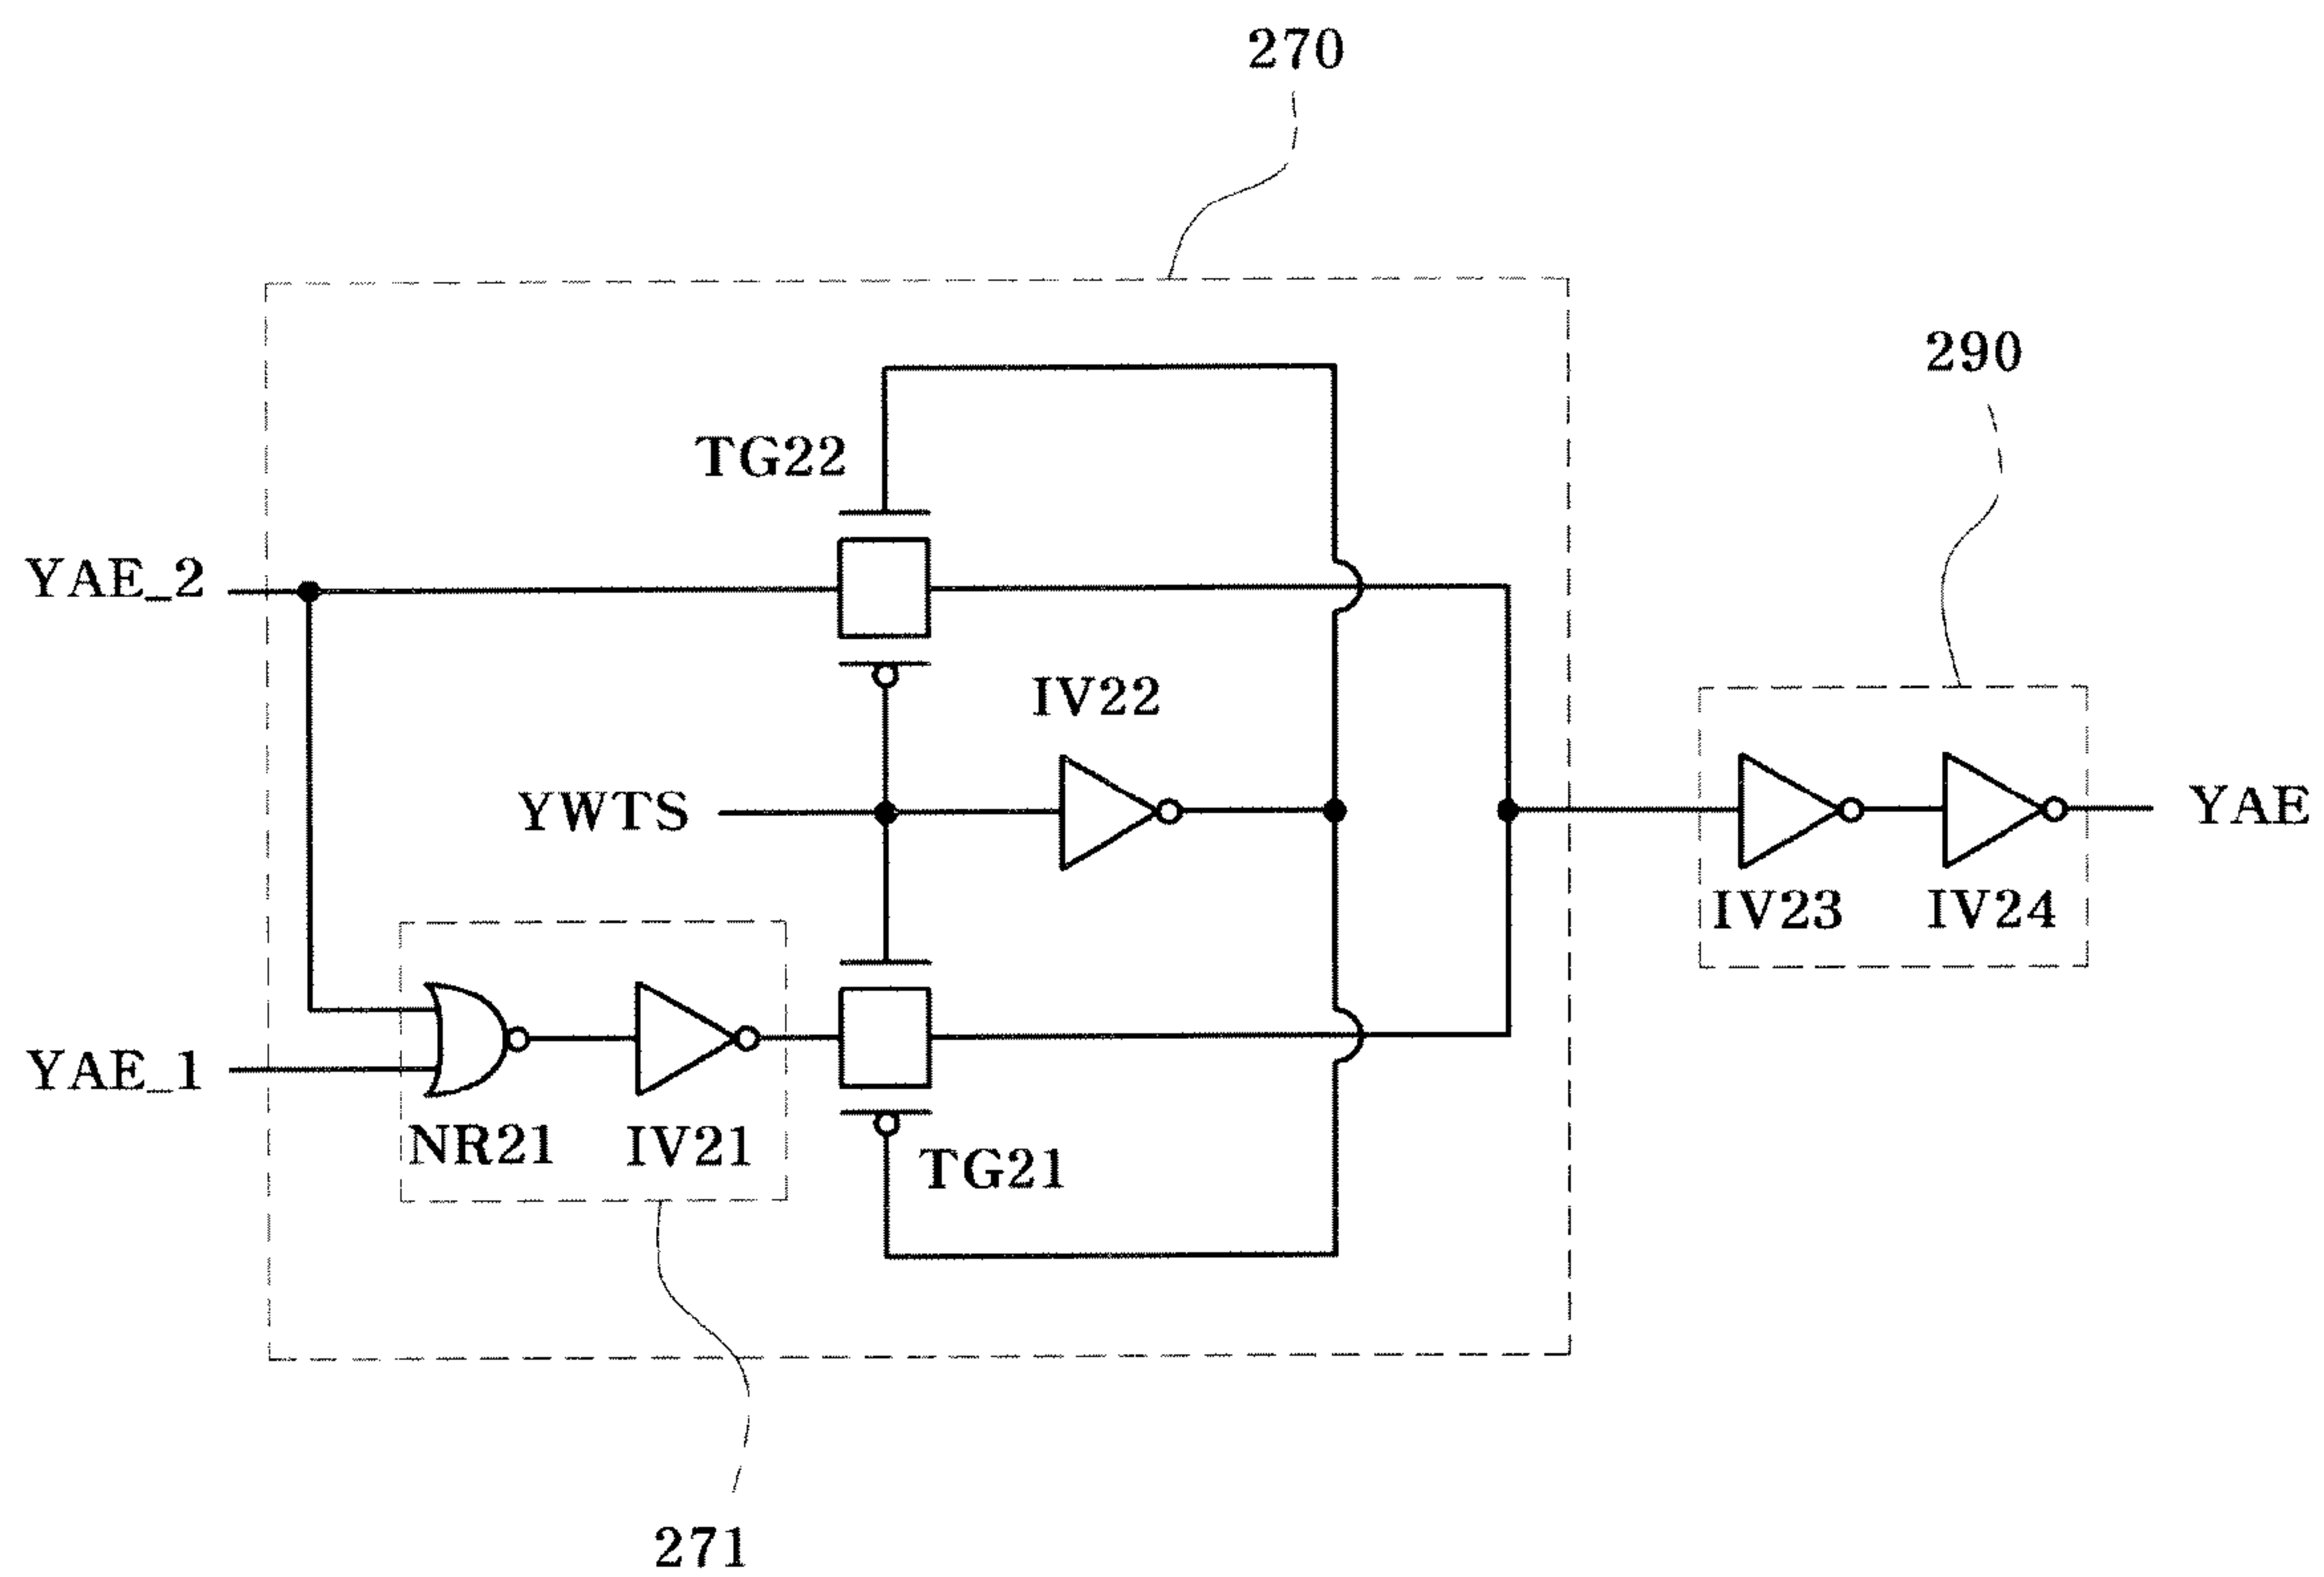 270
290
TG22
YAE_2
IV22
YWTS
YAE
IV23 IV24
YAE_1
NR21 IV21
TG21
271